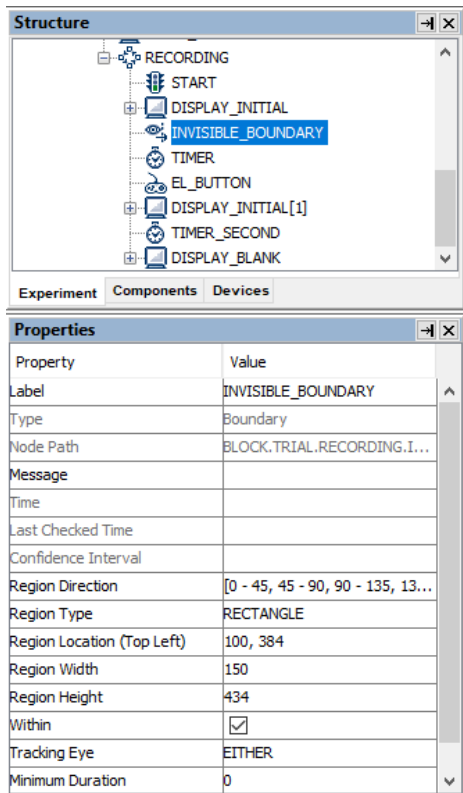 Structure
RECORDING
START
DISPLAY_INITIAL
INVISIBLE_BOUNDARY
TIMER
EL_BUTTON
DISPLAY_INITIAL[1]
TIMER_SECOND
DISPLAY_BLANK
Experiment Components Devices
Properties
Property Value
Label INVISIBLE_BOUNDARY
Type Boundary
Node Path BLOCK.TRIAL.RECORDING.I...
Message
Time
Last Checked Time
Confidence Interval
Region Direction [0 - 45, 45 - 90, 90 - 135, 13...
Region Type RECTANGLE
Region Location (Top Left) 100, 384
Region Width 150
Region Height 434
Within
Tracking Eye EITHER
Minimum Duration 0